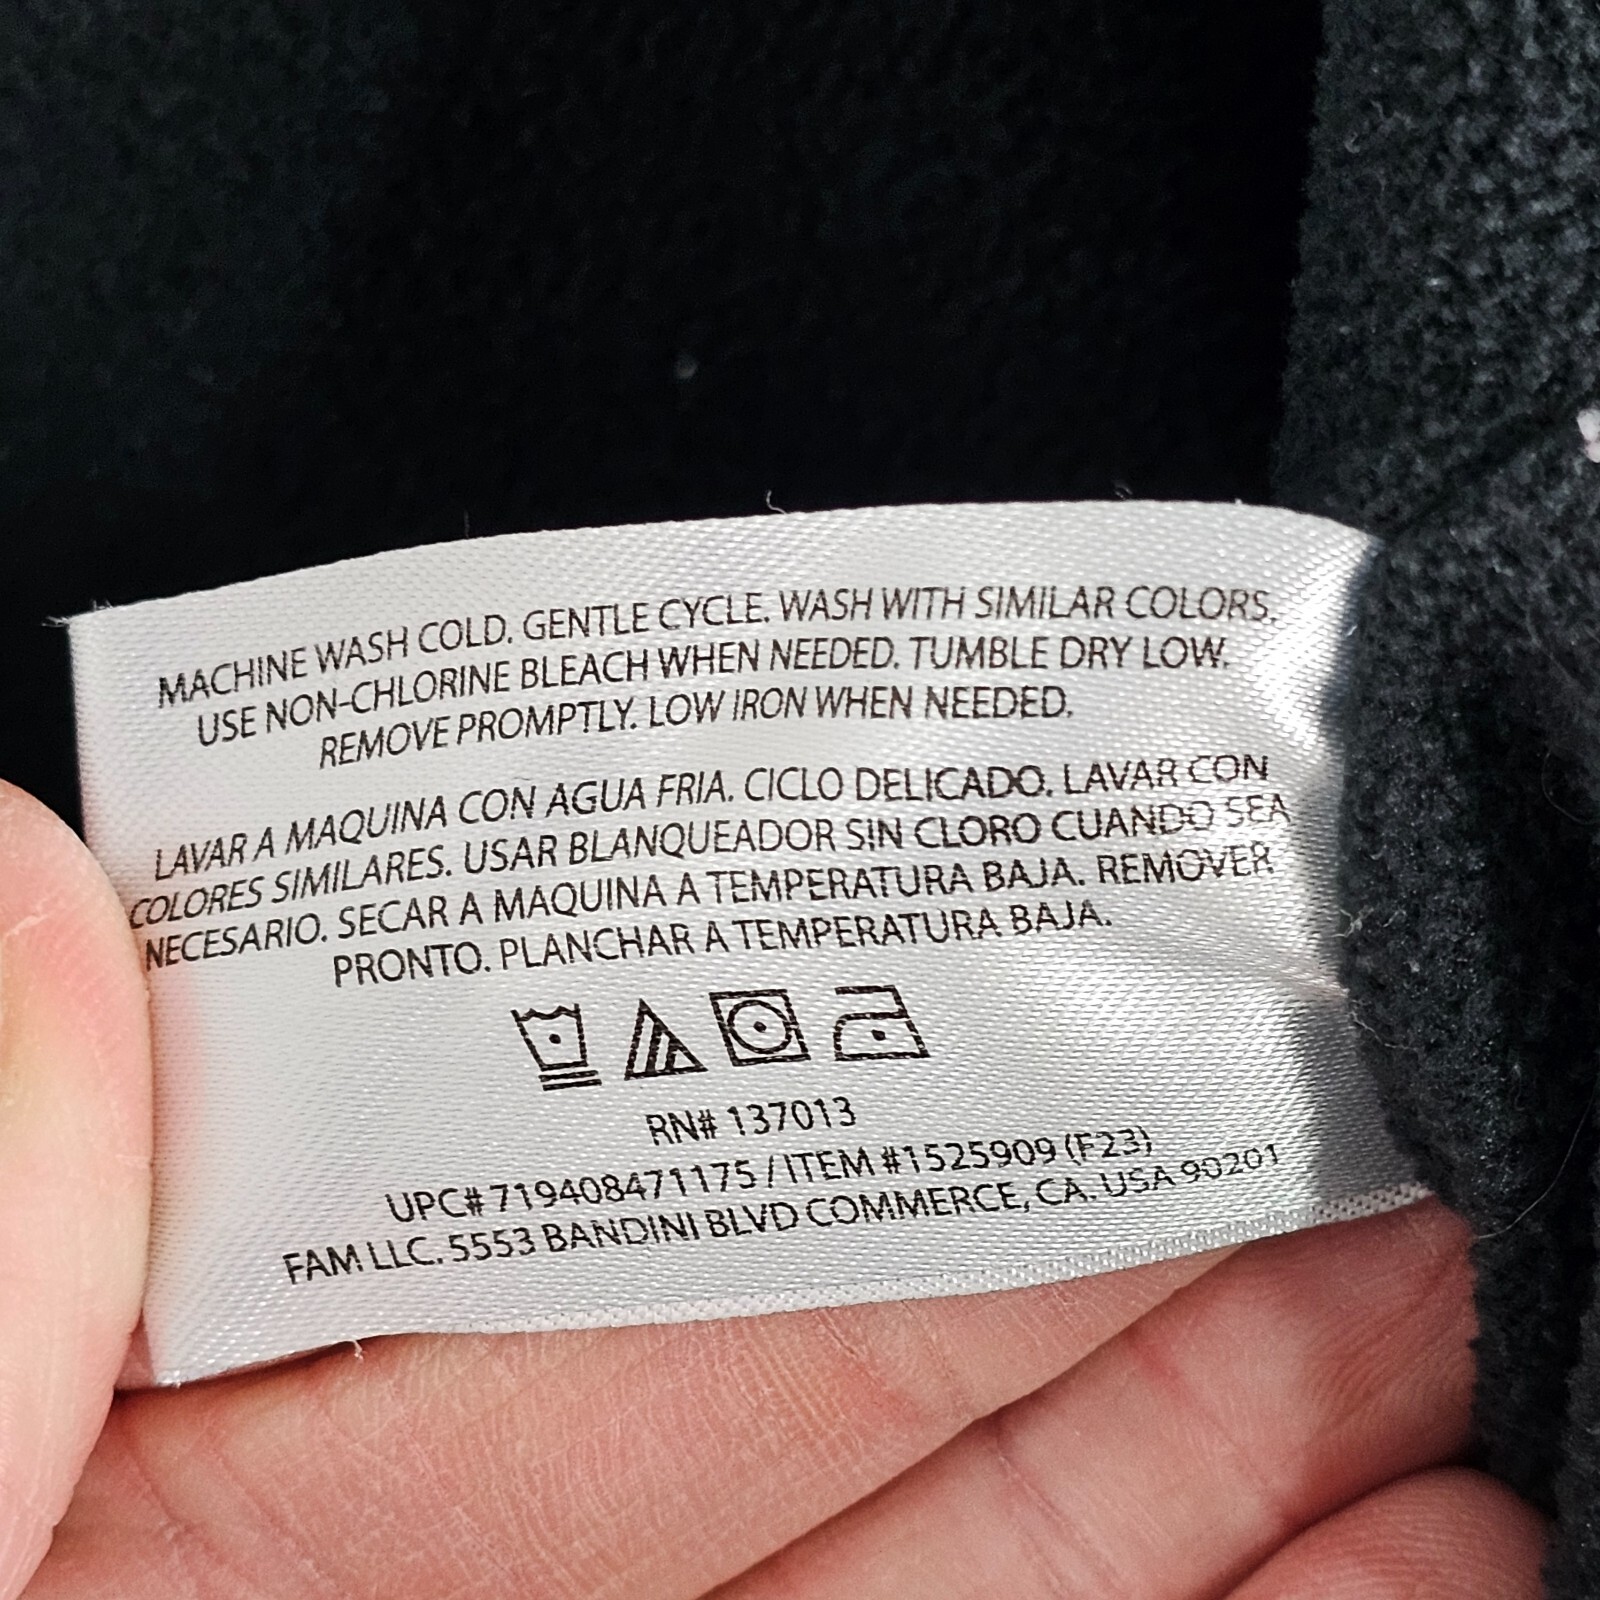 MACHINE WASH COLD. GENTLE CYCLE. WASH WITH SIMILAR COLORS.
USE NON-CHLORINE BLEACH WHEN NEEDED. TUMBLE DRY LOW.
REMOVE PROMPTLY. LOW IRON WHEN NEEDED.
LAVAR A MAQUINA CON AGUA FRIA. CICLO DELICADO. LAVAR CON
COLORES SIMILARES. USAR BLANQUEADOR SIN CLORO CUANDO SEA
NECESARIO. SECAR A MAQUINA A TEMPERATURA BAJA. REMOVER
PRONTO. PLANCHAR A TEMPERATURA BAJA.
RN# 137013
UPC# 719408471175 / ITEM #1525909 (F23)
FAM LLC. 5553 BANDINI BLVD COMMERCE, CA. USA 90201